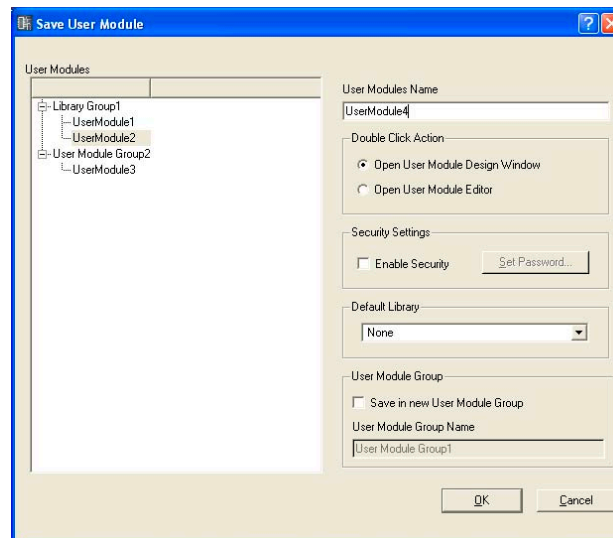 Save User Module
User Modules
Library Group1
UserModule1
UserModule2
User Module Group2
UserModule3
User Modules Name
UserModule4
Double Click Action
Open User Module Design Window
Open User Module Editor
Security Settings
Enable Security
Set Password...
Default Library
None
User Module Group
Save in new User Module Group
User Module Group Name
User Module Group1
OK
Cancel